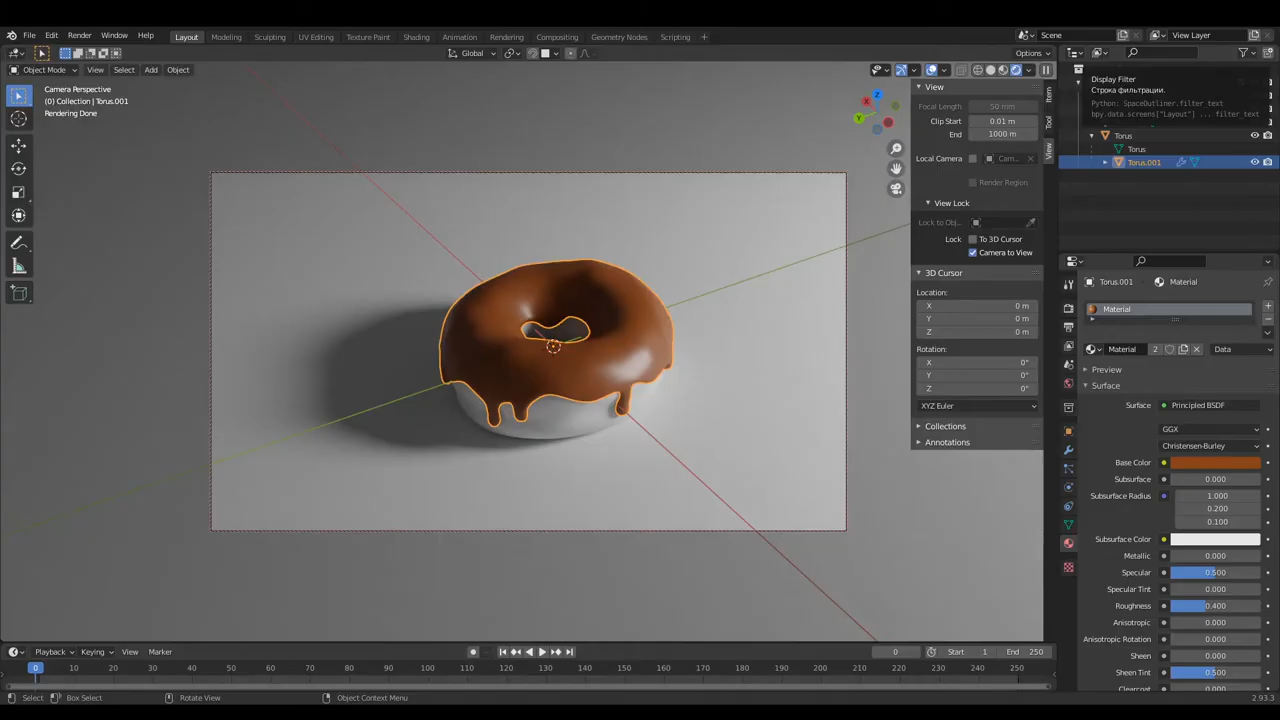 File Edit Render Window Help Layout Modeling Sculpting UV Editing Texture Paint Shading Animation Rendering Compositing Geometry Nodes Scripting + Scene View Layer
Global Options
Object Mode View Select Add Object
Camera Perspective
(0) Collection | Torus.001
Rendering Done
X
Y
Z
View
Focal Length: 50 mm
Clip Start 0.01 m
End 1000 m
Local Camera Cam...
Render Region
View Lock
Lock to Obj...
Lock: To 3D Cursor
Camera to View
3D Cursor
Location:
X 0 m
Y 0 m
Z 0 m
Rotation:
X 0°
Y 0°
Z 0°
XYZ Euler
Collections
Annotations
Item
Tool
View
Display Filter
Строка фильтрации.
Python: SpaceOutliner.filter_text
bpy.data.screens["Layout"] ... filter_text
Torus
Torus
Torus.001
Torus.001 Material
Material
Material 2 Data
Preview
Surface
Surface: Principled BSDF
GGX
Christensen-Burley
Base Color
Subsurface 0.000
Subsurface Radius 1.000
0.200
0.100
Subsurface Color
Metallic 0.000
Specular 0.500
Specular Tint 0.000
Roughness 0.400
Anisotropic 0.000
Anisotropic Rotation 0.000
Sheen 0.000
Sheen Tint 0.500
Clearcoat 0.000
Playback Keying View Marker 0 Start 1 End 250
0 10 20 30 40 50 60 70 80 90 100 110 120 130 140 150 160 170 180 190 200 210 220 230 240 250
Select Box Select Rotate View Object Context Menu 2.93.3